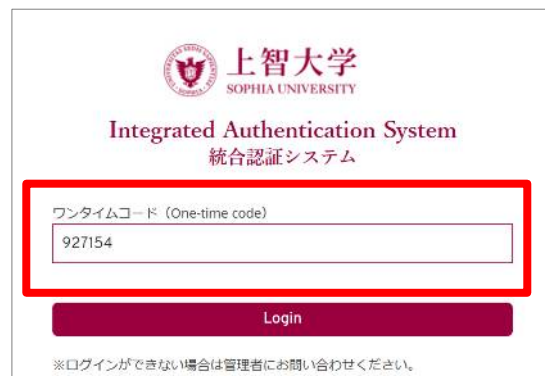 上智大学
SOPHIA UNIVERSITY
Integrated Authentication System
統合認証システム
ワンタイムコード（One-time code）
927154
Login
※ログインができない場合は管理者にお問い合わせください。